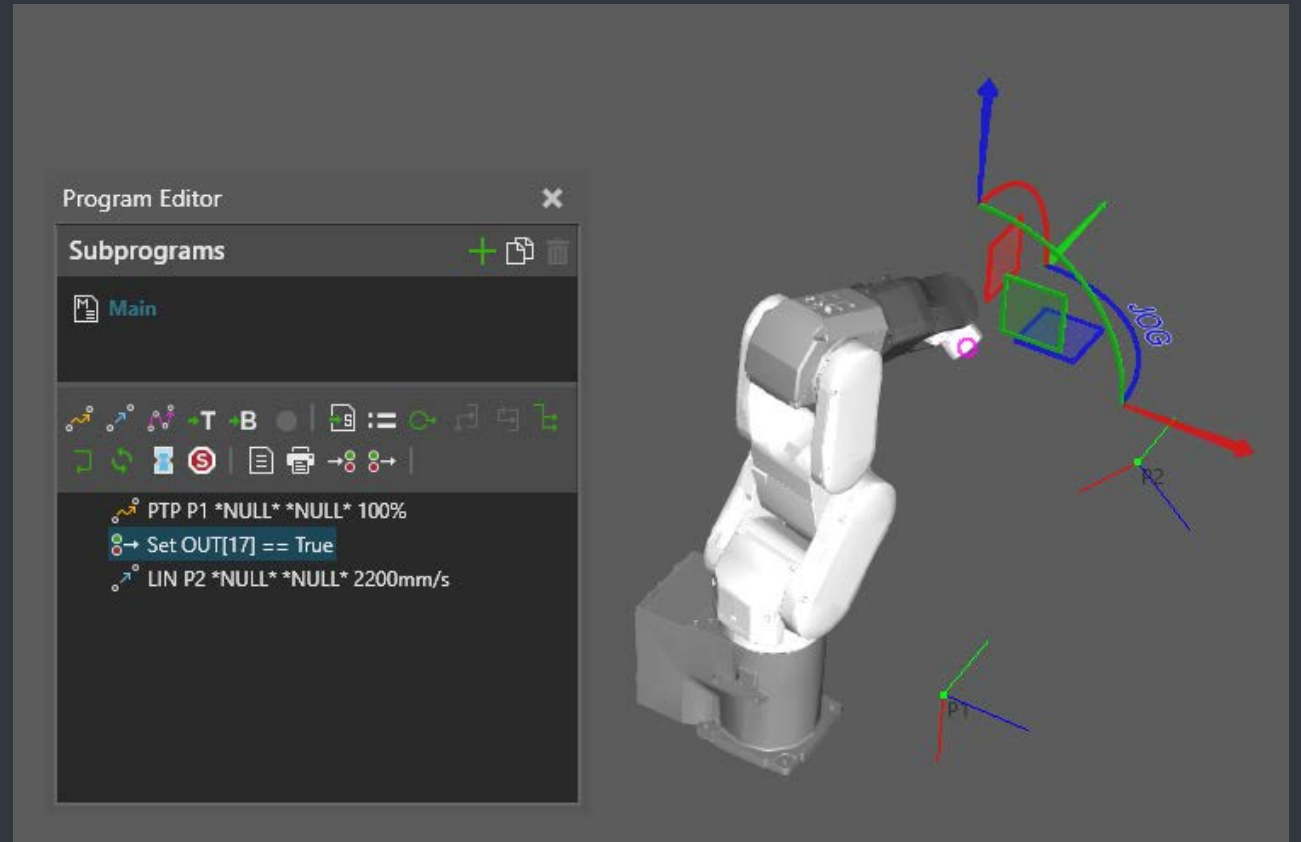 Program Editor
Subprograms
Main
T B S :=
S
PTP P1 *NULL* *NULL* 100%
Set OUT[17] == True
LIN P2 *NULL* *NULL* 2200mm/s
JOG
P2
P1